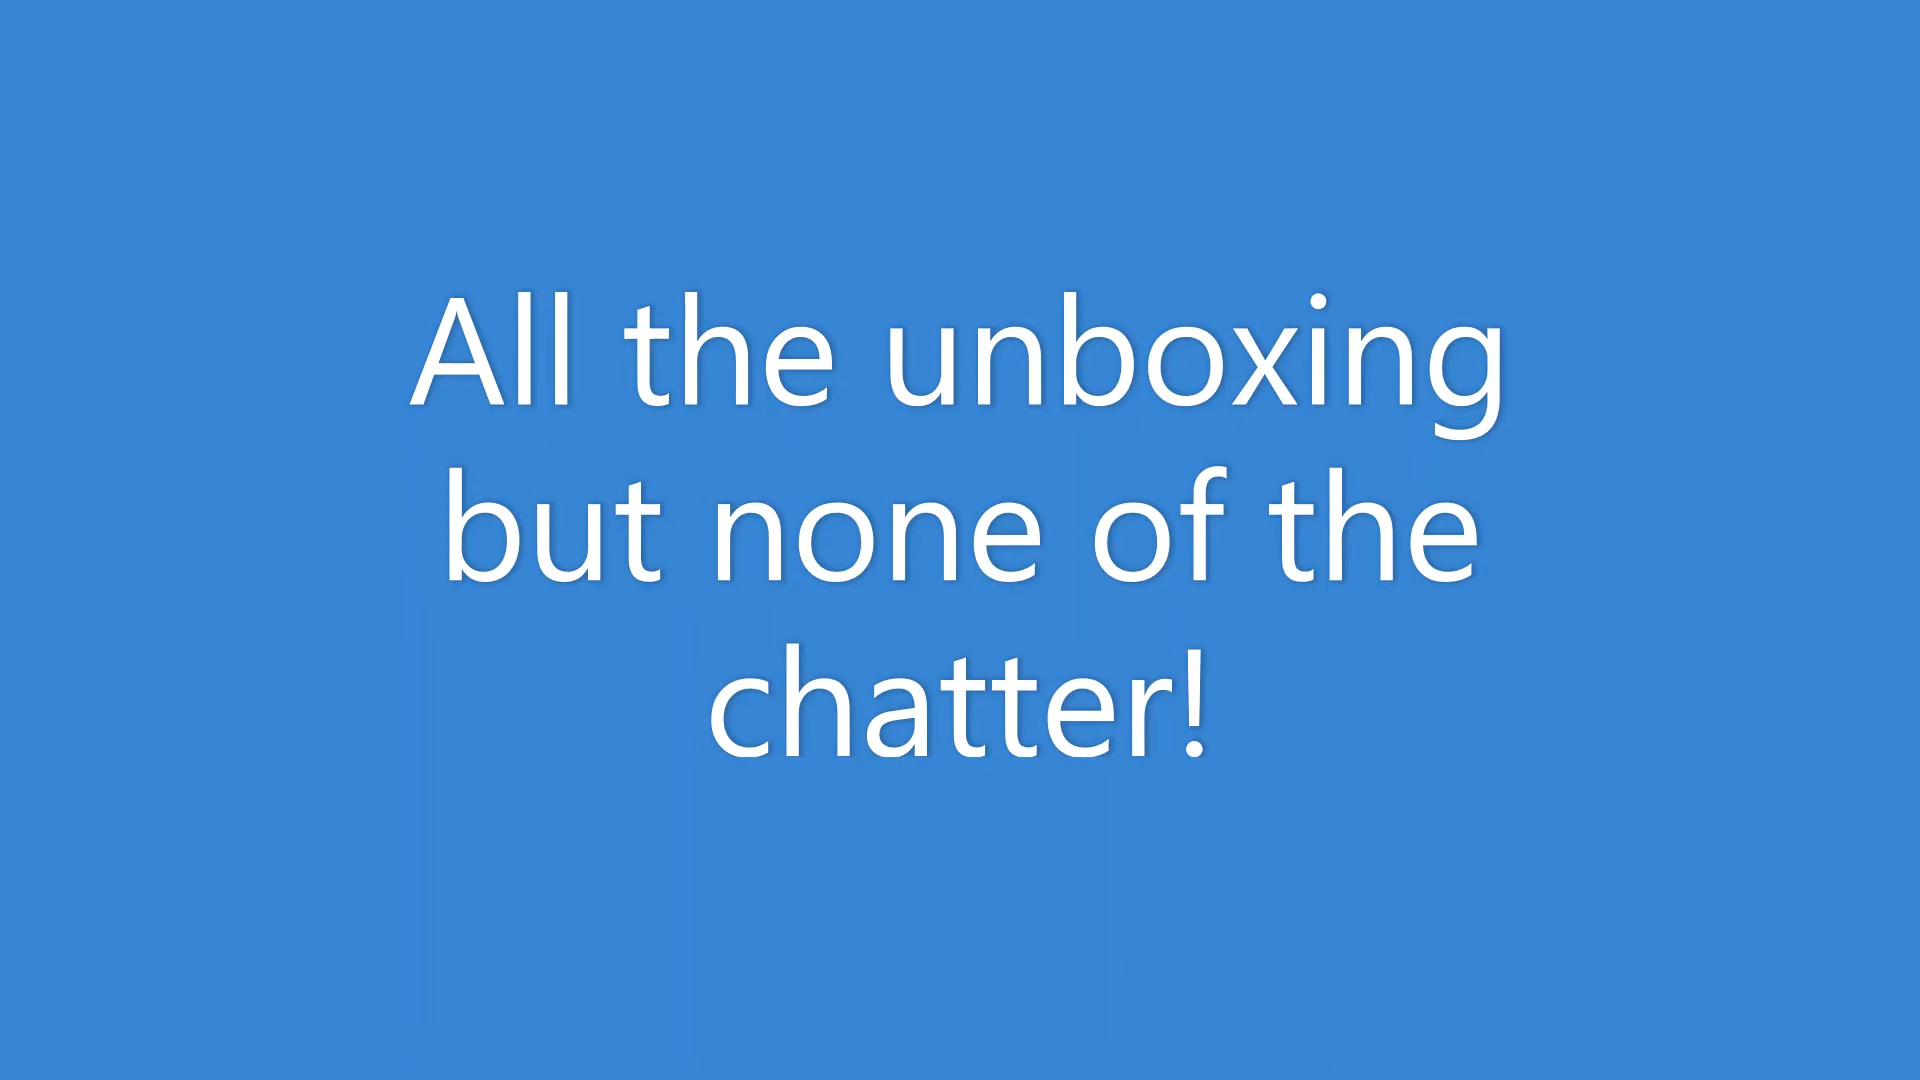 All the unboxing
but none of the
chatter!